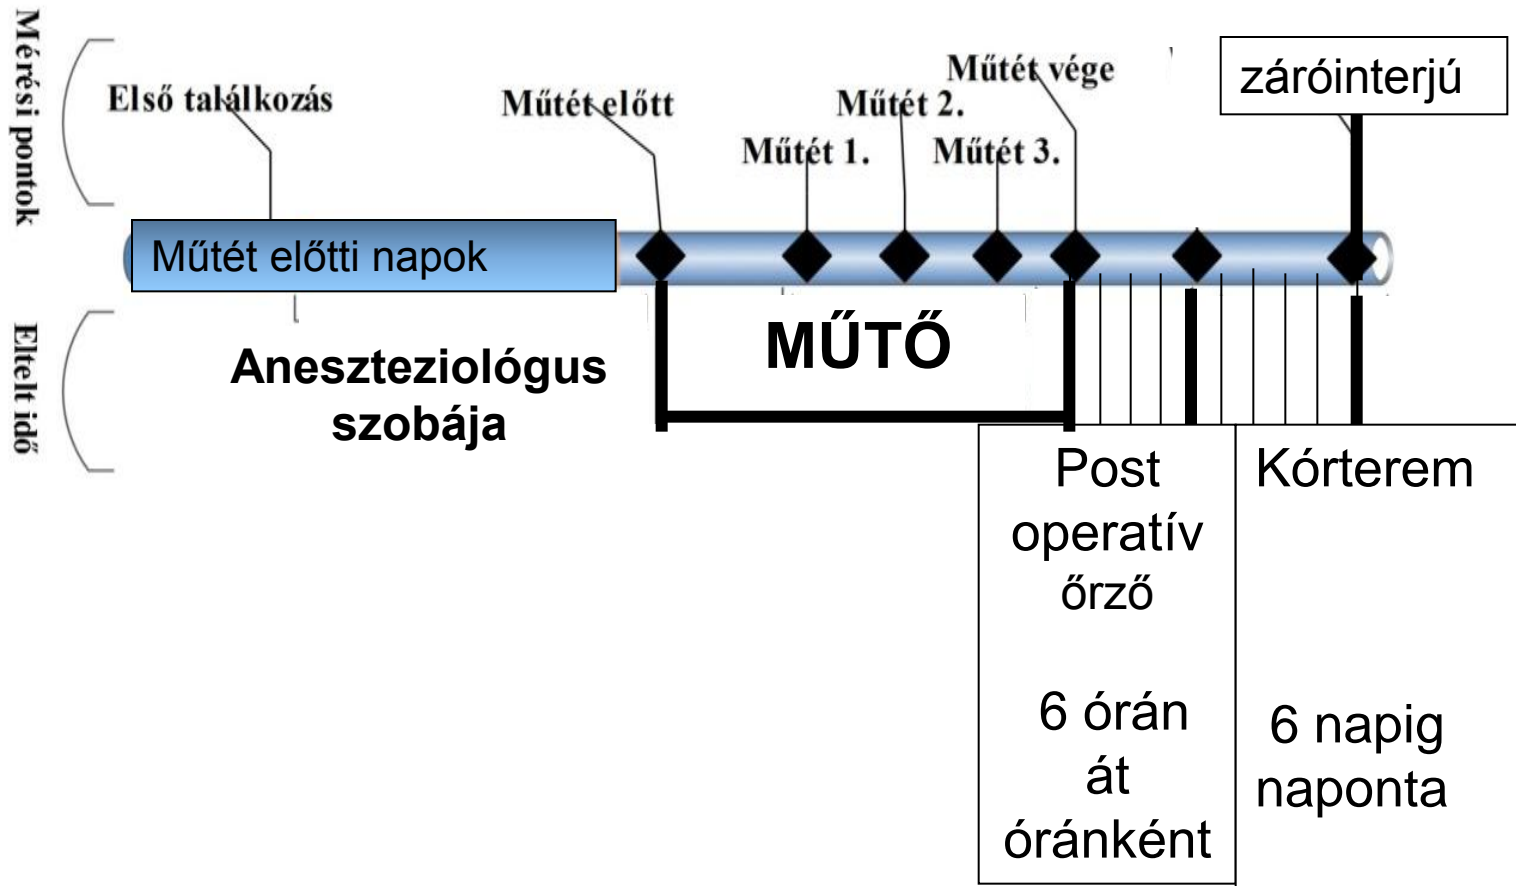 Mérési pontok
Első találkozás
Műtét előtt
Műtét 1.
Műtét 2.
Műtét 3.
Műtét vége
záróinterjú
Műtét előtti napok
Eltelt idő
Aneszteziológus
szobája
MŰTŐ
Post
operatív
őrző
6 órán
át
óránként
Kórterem
6 napig
naponta